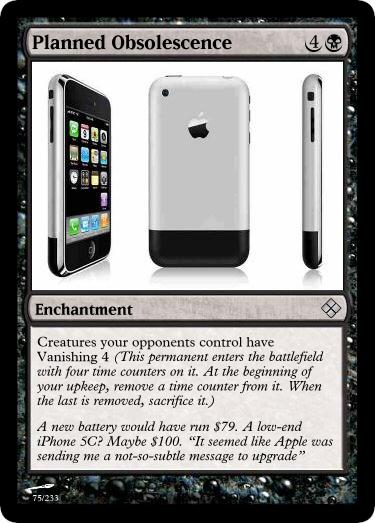 Planned Obsolescence 4
Enchantment
Creatures your opponents control have
Vanishing 4 (This permanent enters the battlefield
with four time counters on it. At the beginning of
your upkeep, remove a time counter from it. When
the last is removed, sacrifice it.)
A new battery would have run $79. A low-end
iPhone 5C? Maybe $100. “It seemed like Apple was
sending me a not-so-subtle message to upgrade”
75/233